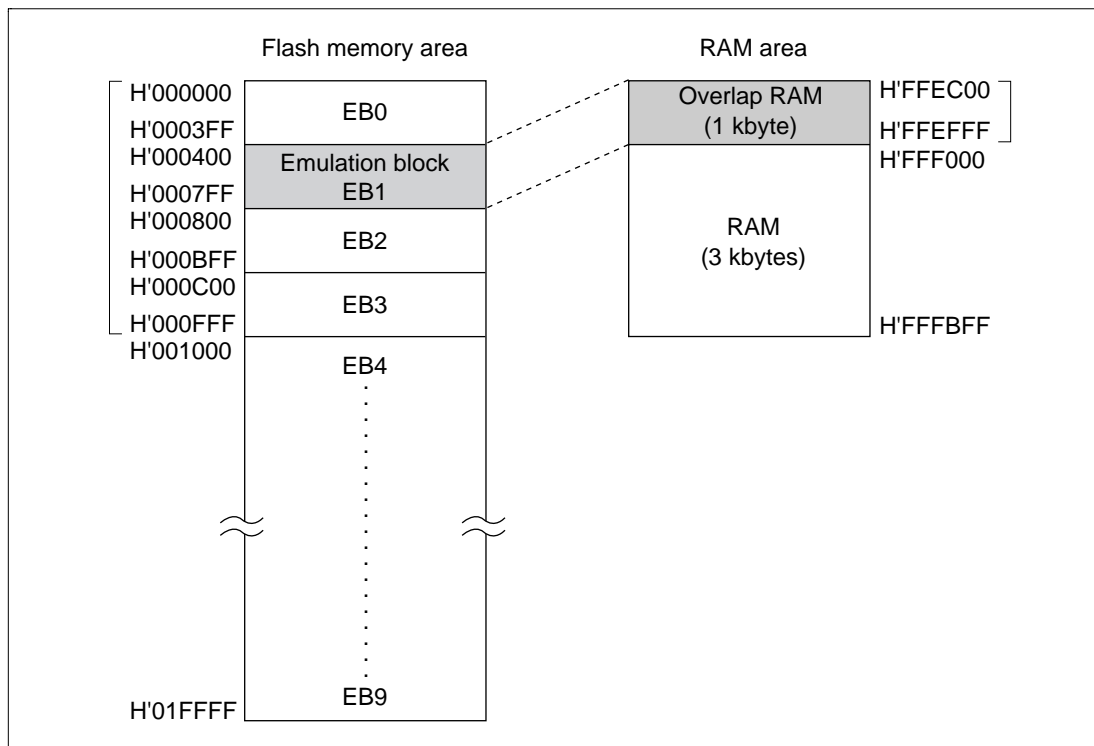 Flash memory area
H'000000
EB0
H'0003FF
H'000400
Emulation block
EB1
H'0007FF
H'000800
EB2
H'000BFF
H'000C00
EB3
H'000FFF
H'001000
EB4
EB9
H'01FFFF
RAM area
Overlap RAM
(1 kbyte)
H'FFEC00
H'FFEFFF
H'FFF000
RAM
(3 kbytes)
H'FFFBFF